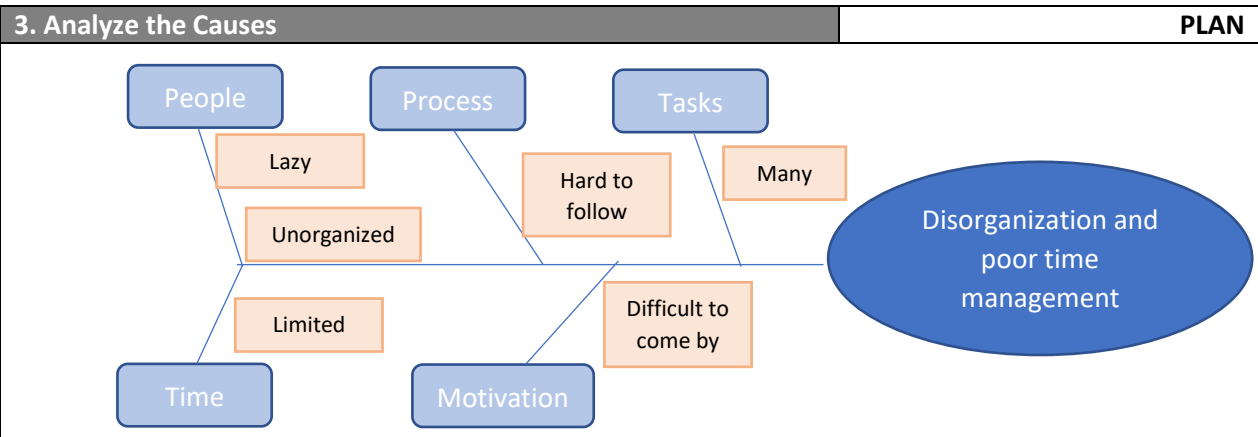 3. Analyze the Causes
PLAN
People
Process
Tasks
Lazy
Hard to
follow
Many
Unorganized
Disorganization and
poor time
management
Limited
Difficult to
come by
Time
Motivation